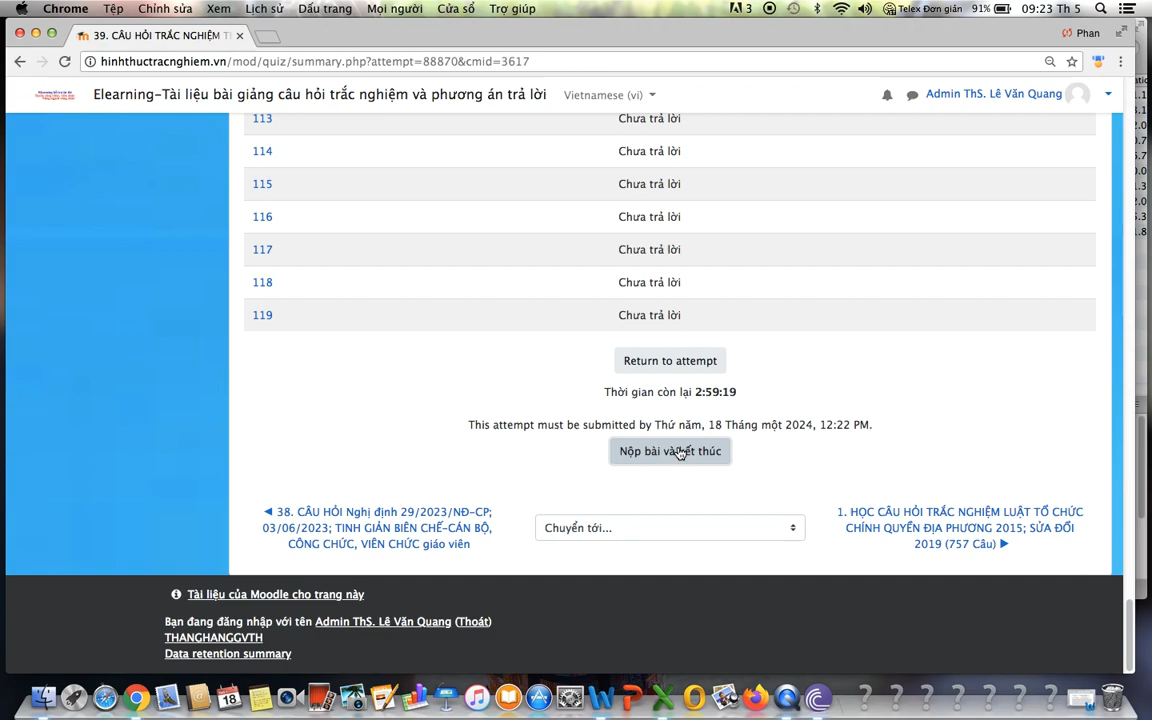 Chrome Tệp Chỉnh sửa Xem Lịch sử Dấu trang Mọi người Cửa sổ Trợ giúp 3 Telex Đơn giản 91% 09:23 Th 5
39. CÂU HỎI TRẮC NGHIỆM T
Phan
hinhthuctracnghiem.vn/mod/quiz/summary.php?attempt=88870&cmid=3617
Elearning-Tài liệu bài giảng câu hỏi trắc nghiệm và phương án trả lời Vietnamese (vi) Admin ThS. Lê Văn Quang
113 Chưa trả lời
114 Chưa trả lời
115 Chưa trả lời
116 Chưa trả lời
117 Chưa trả lời
118 Chưa trả lời
119 Chưa trả lời
Return to attempt
Thời gian còn lại 2:59:19
This attempt must be submitted by Thứ năm, 18 Tháng một 2024, 12:22 PM.
Nộp bài và kết thúc
◀ 38. CÂU HỎI Nghị định 29/2023/NĐ-CP;
03/06/2023; TINH GIẢN BIÊN CHẾ-CÁN BỘ,
CÔNG CHỨC, VIÊN CHỨC giáo viên
Chuyển tới...
1. HỌC CÂU HỎI TRẮC NGHIỆM LUẬT TỔ CHỨC
CHÍNH QUYỀN ĐỊA PHƯƠNG 2015; SỬA ĐỔI
2019 (757 Câu) ▶
Tài liệu của Moodle cho trang này
Bạn đang đăng nhập với tên Admin ThS. Lê Văn Quang (Thoát)
THANGHANGGVTH
Data retention summary
18